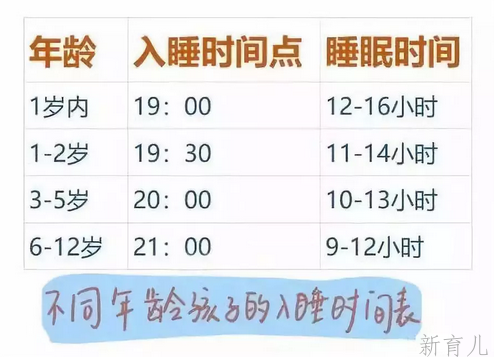 年龄 入睡时间点 睡眠时间
1岁内 19：00 12-16小时
1-2岁 19：30 11-14小时
3-5岁 20：00 10-13小时
6-12岁 21：00 9-12小时
不同年龄孩子的入睡时间表
新育儿